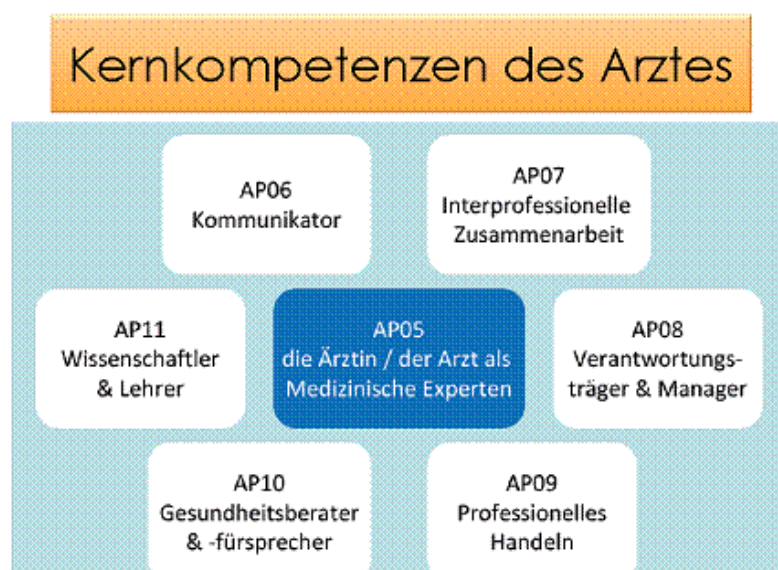 Kernkompetenzen des Arztes
AP06
Kommunikator
AP07
Interprofessionelle
Zusammenarbeit
AP11
Wissenschaftler
& Lehrer
AP05
die Ärztin / der Arzt als
Medizinische Experten
AP08
Verantwortungs-
träger & Manager
AP10
Gesundheitsberater
& -fürsprecher
AP09
Professionelles
Handeln